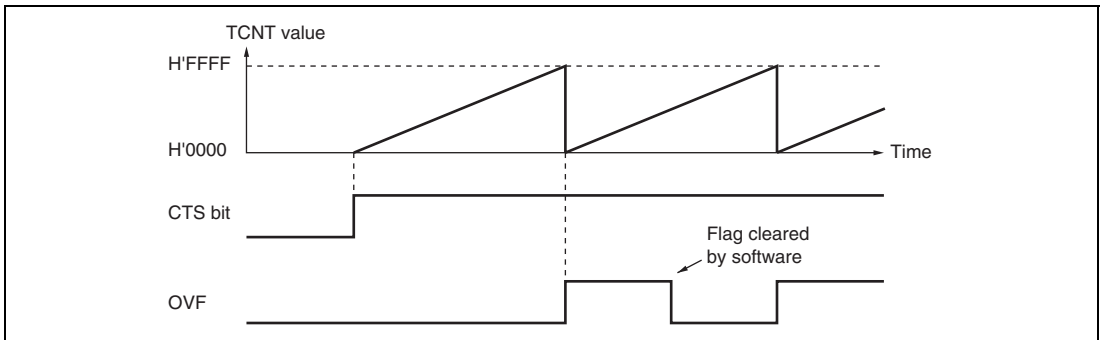 TCNT value
H'FFFF
H'0000
Time
CTS bit
Flag cleared
by software
OVF